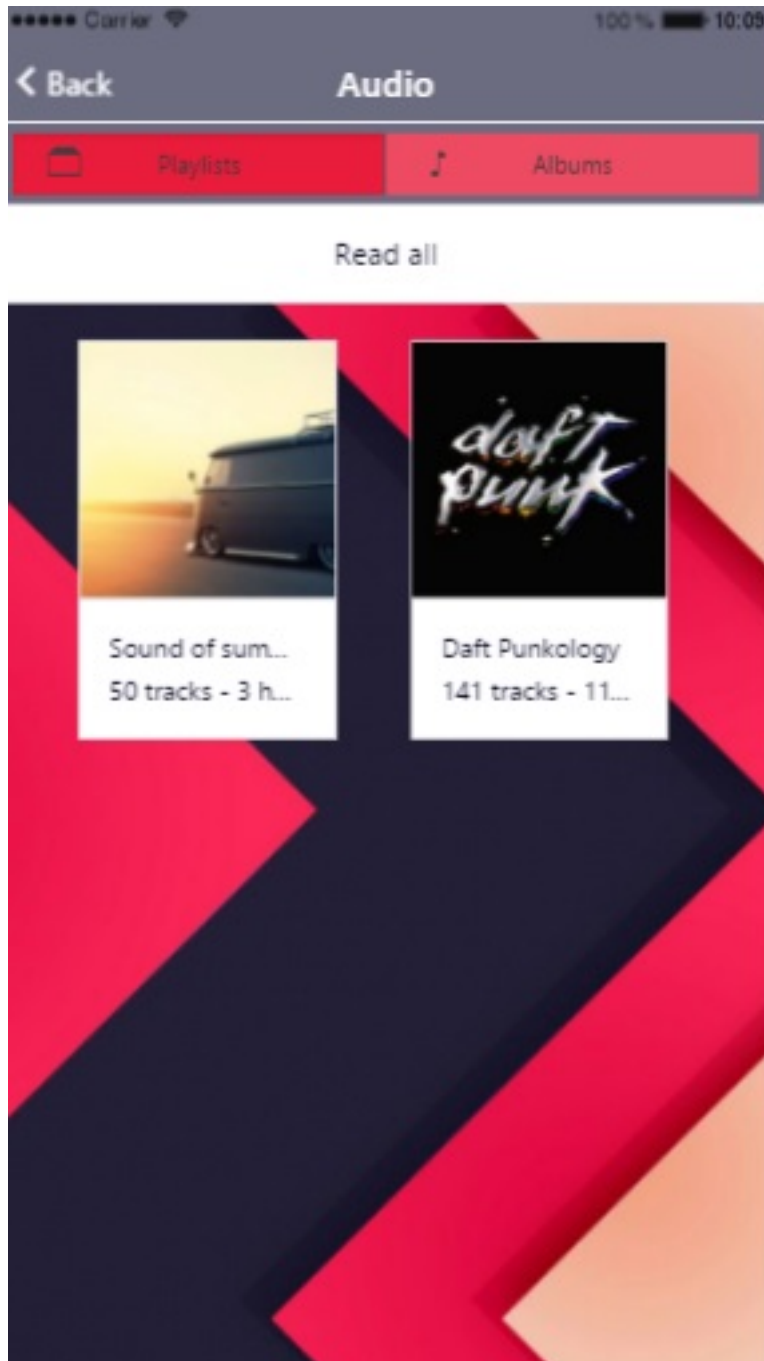 Carrier 100 % 10:09
Back Audio
Playlists Albums
Read all
daft
punk
Sound of sum...
50 tracks - 3 h...
Daft Punkology
141 tracks - 11...